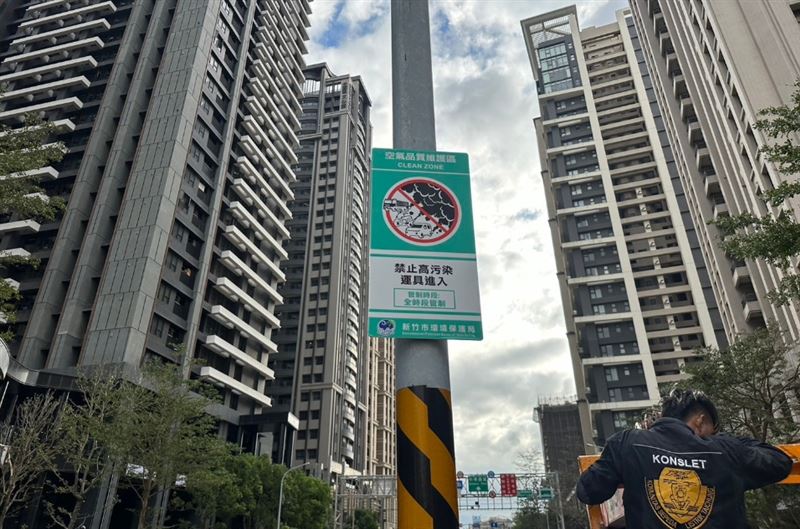 空氣品質維護區
CLEAN ZONE
禁止高污染
運具進入
管制時段:
全時段管制
新竹市環境保護局
KONSLET